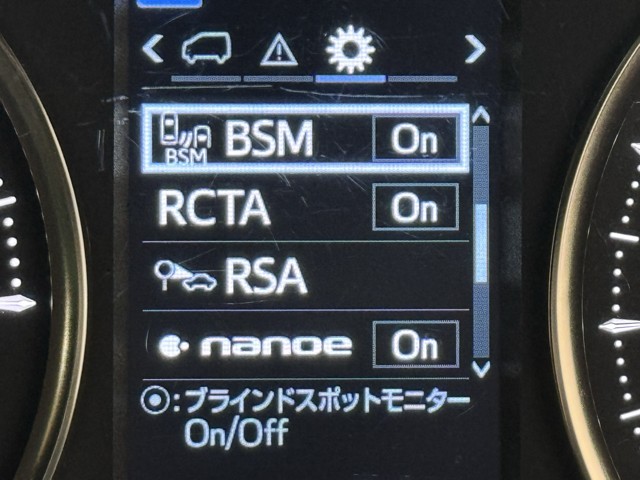 BSM BSM On
RCTA On
RSA
nanoe On
:ブラインドスポットモニター
On/Off